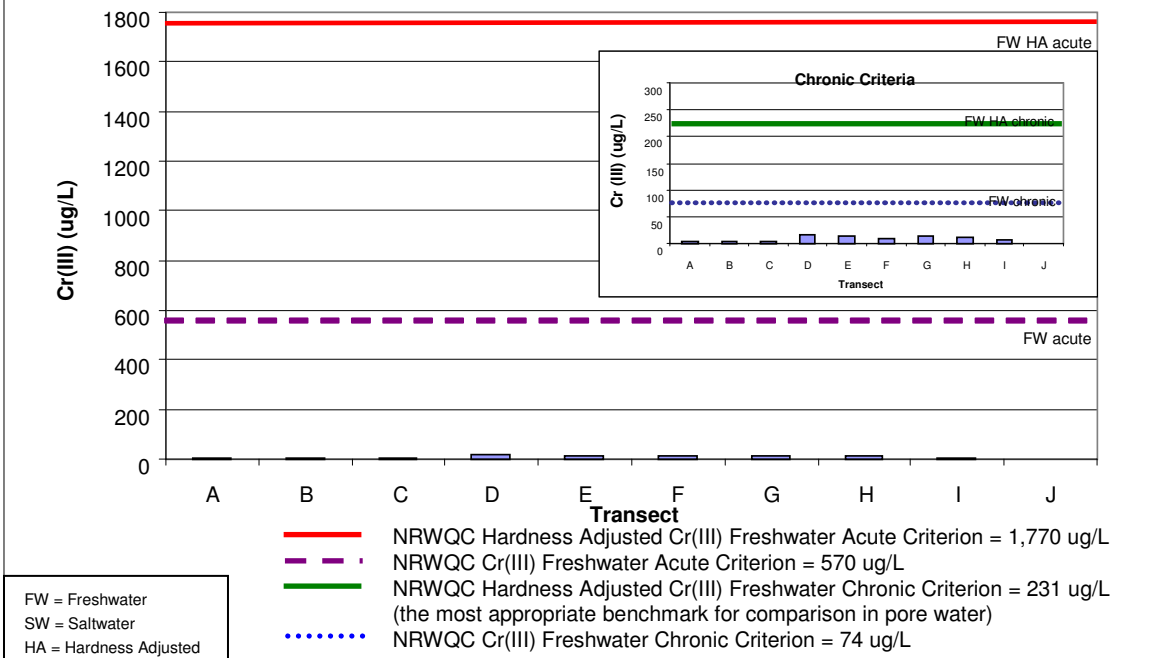 1800
1600
1400
1200
1000
800
600
400
200
0
Cr(III) (ug/L)
FW HA acute
FW acute
Chronic Criteria
300
250
200
150
100
50
0
Cr (III) (ug/L)
FW HA chronic
FW chronic
A B C D E F G H I J
Transect
A B C D E F G H I J
Transect
NRWQC Hardness Adjusted Cr(III) Freshwater Acute Criterion = 1,770 ug/L
NRWQC Cr(III) Freshwater Acute Criterion = 570 ug/L
NRWQC Hardness Adjusted Cr(III) Freshwater Chronic Criterion = 231 ug/L
(the most appropriate benchmark for comparison in pore water)
NRWQC Cr(III) Freshwater Chronic Criterion = 74 ug/L
FW = Freshwater
SW = Saltwater
HA = Hardness Adjusted